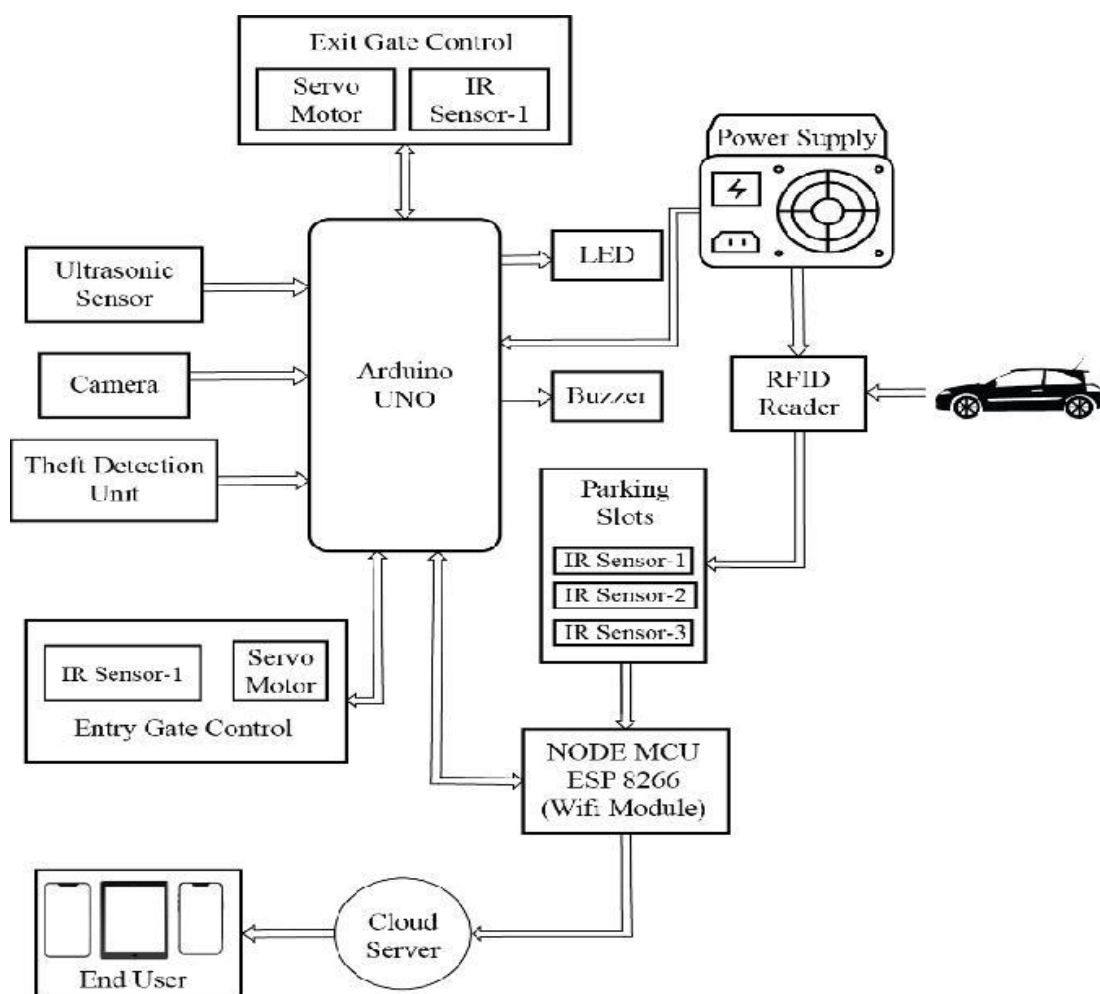 Exit Gate Control
Servo
Motor
IR
Sensor-1
Power Supply
Ultrasonic
Sensor
LED
Camera
Arduino
UNO
Buzzer
RFID
Reader
Theft Detection
Unit
Parking
Slots
IR Sensor-1
IR Sensor-2
IR Sensor-3
IR Sensor-1
Servo
Motor
Entry Gate Control
NODE MCU
ESP 8266
(Wifi Module)
Cloud
Server
End User